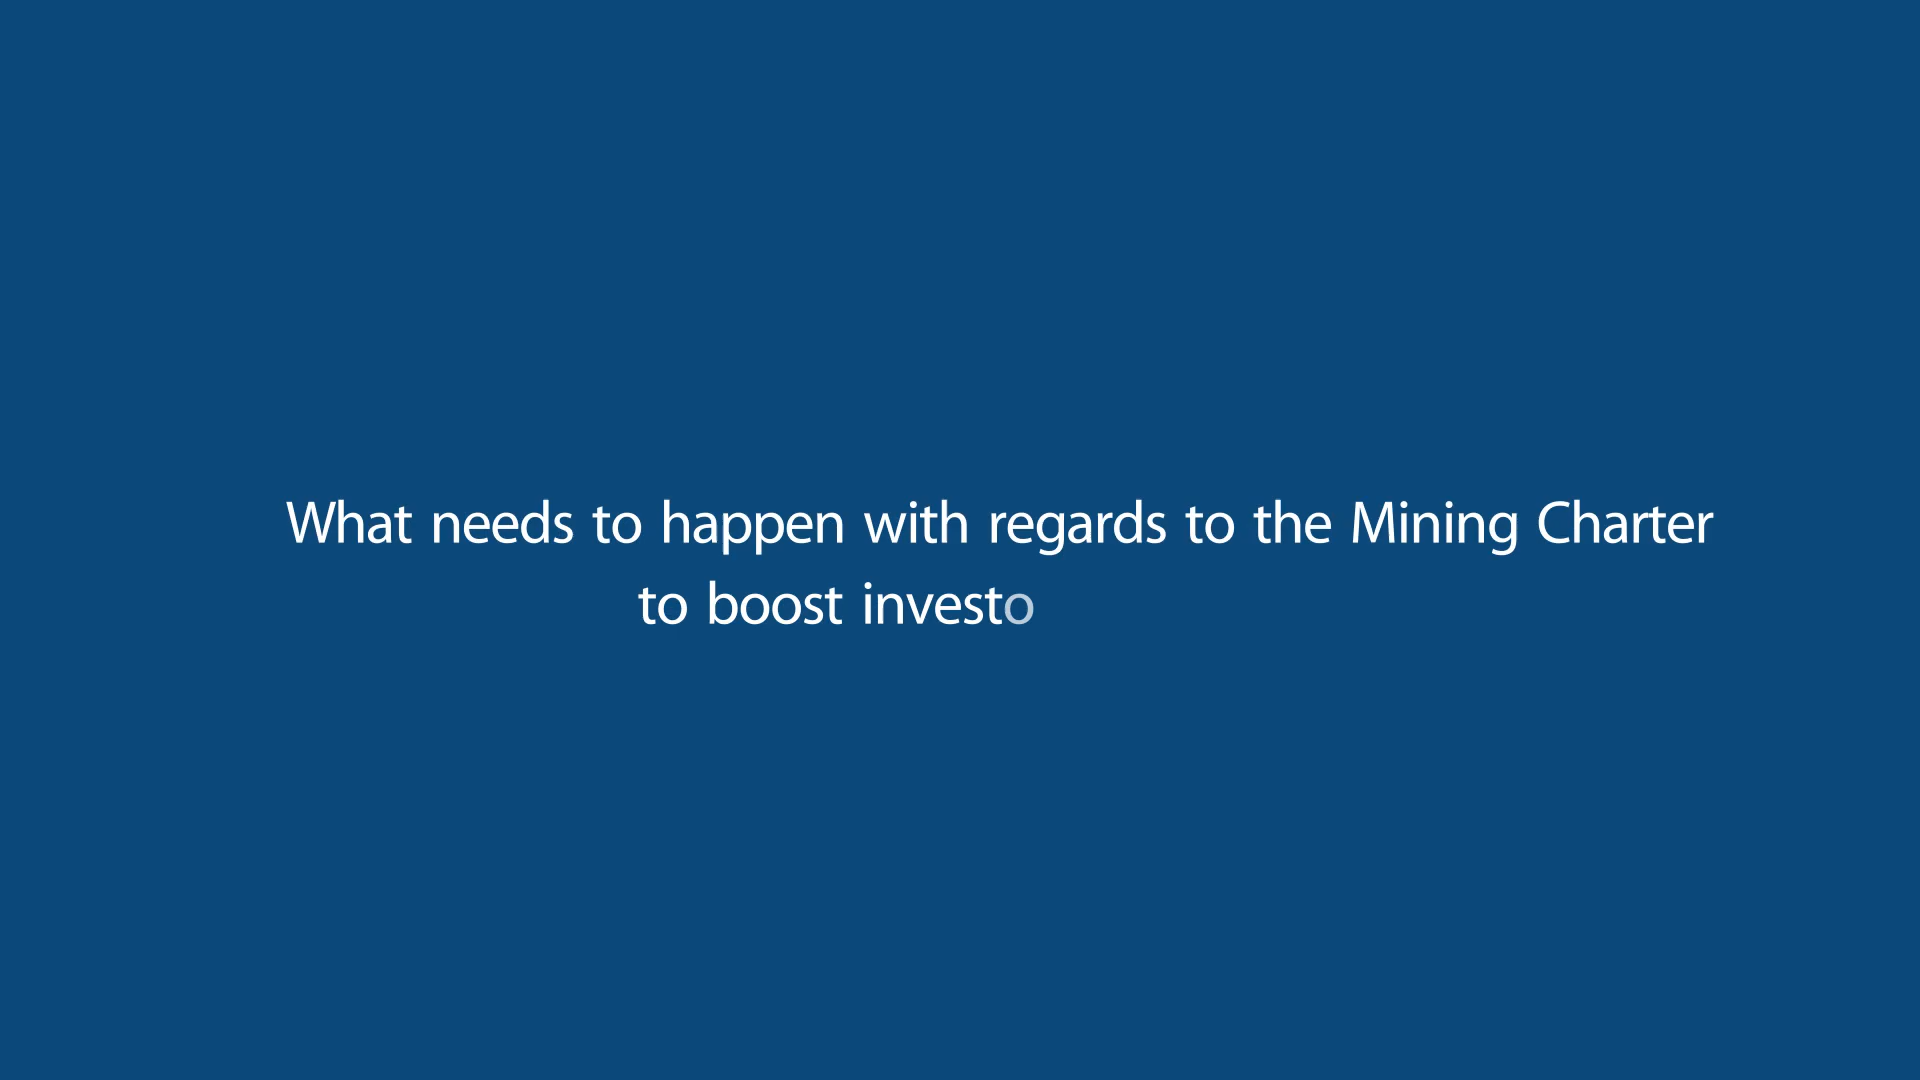 What needs to happen with regards to the Mining Charter
to boost investo